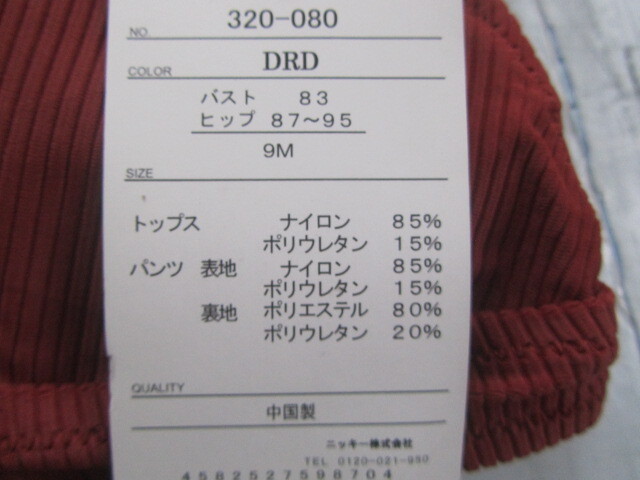 NO. 320-080
COLOR DRD
バスト 83
ヒップ 87〜95
9M
SIZE
トップス ナイロン 85%
ポリウレタン 15%
パンツ 表地 ナイロン 85%
ポリウレタン 15%
裏地 ポリエステル 80%
ポリウレタン 20%
QUALITY
中国製
ニッキー株式会社
TEL 0120-021-930
4582527598704